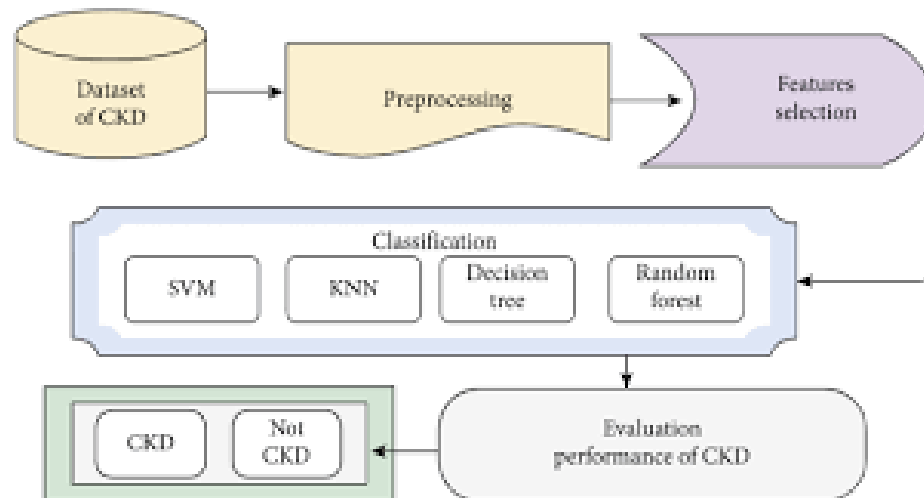 Dataset
of CKD
Preprocessing
Features
selection
Classification
SVM
KNN
Decision
tree
Random
forest
Evaluation
performance of CKD
CKD
Not
CKD